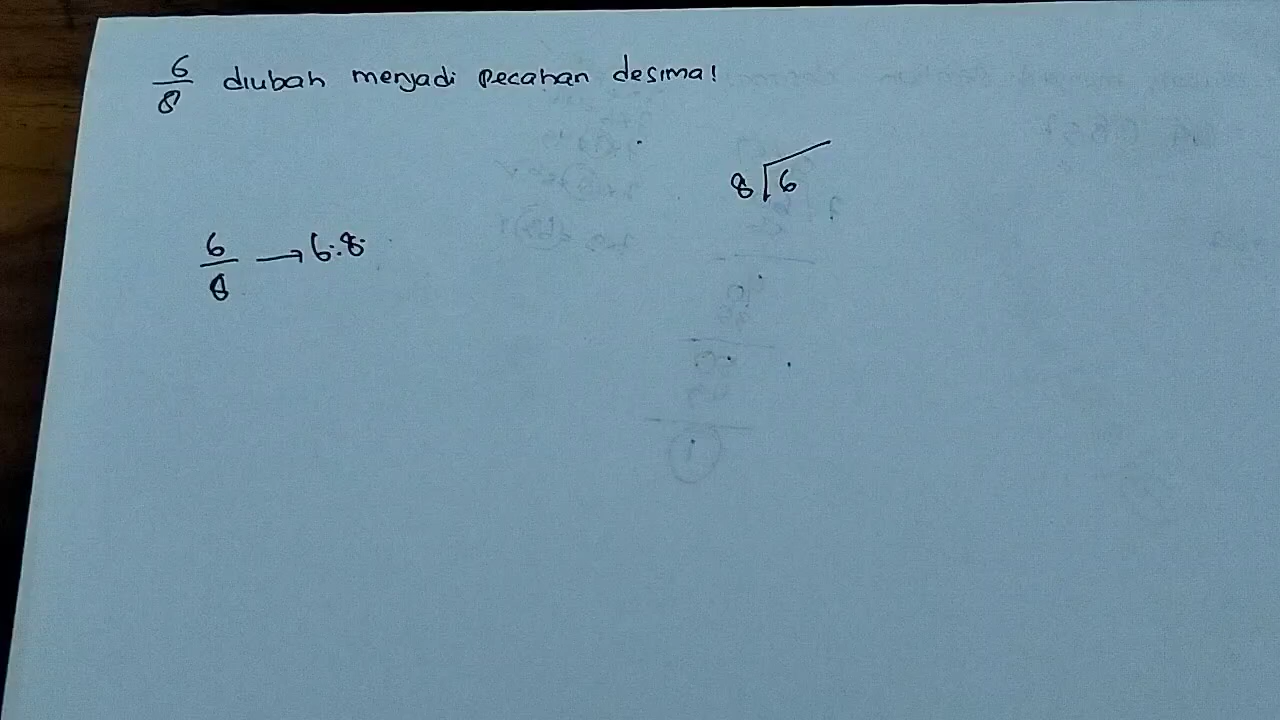 6/8 diubah menjadi pecahan desimal
8√6
6/8 → 6:8